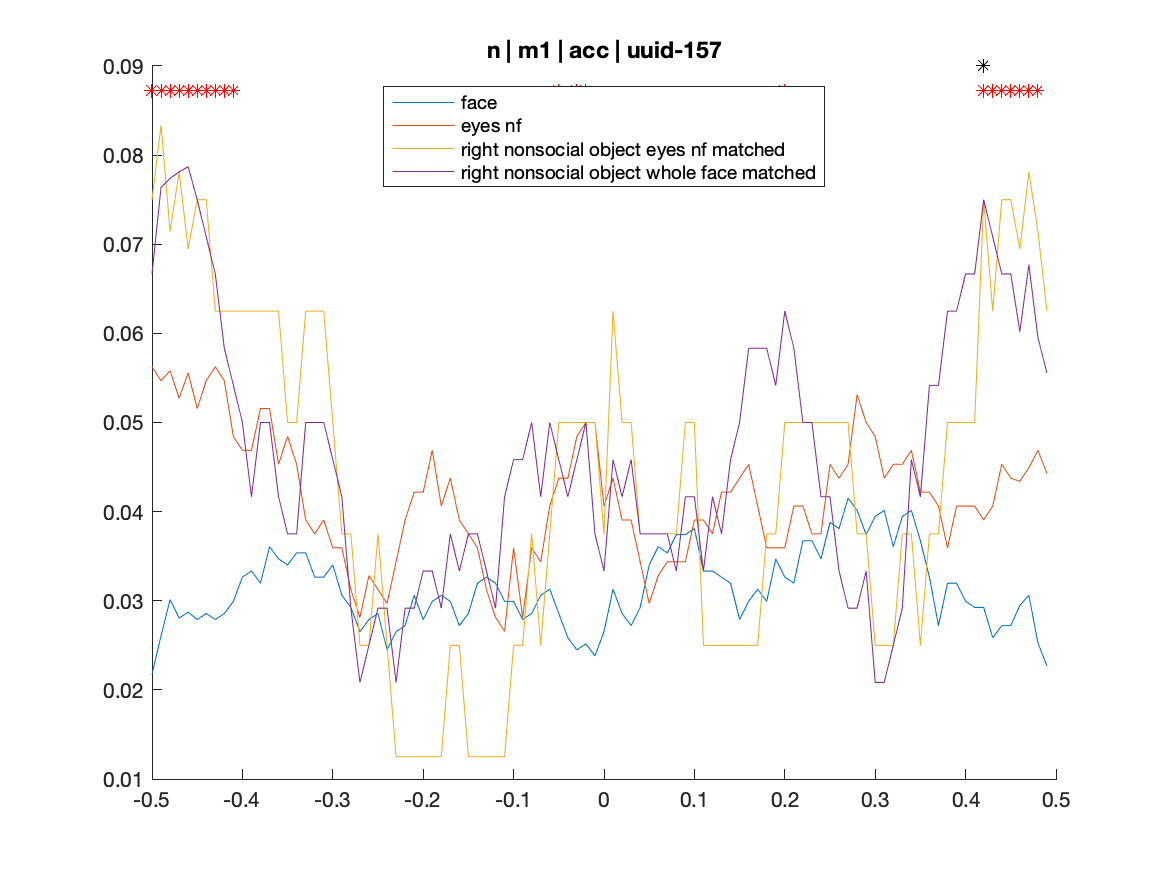 n | m1 | acc | uuid-157
0.09
face
eyes nf
right nonsocial object eyes nf matched
right nonsocial object whole face matched
0.08
0.07
0.06
0.05
0.04
0.03
0.02
0.01
-0.5 -0.4 -0.3 -0.2 -0.1 0 0.1 0.2 0.3 0.4 0.5